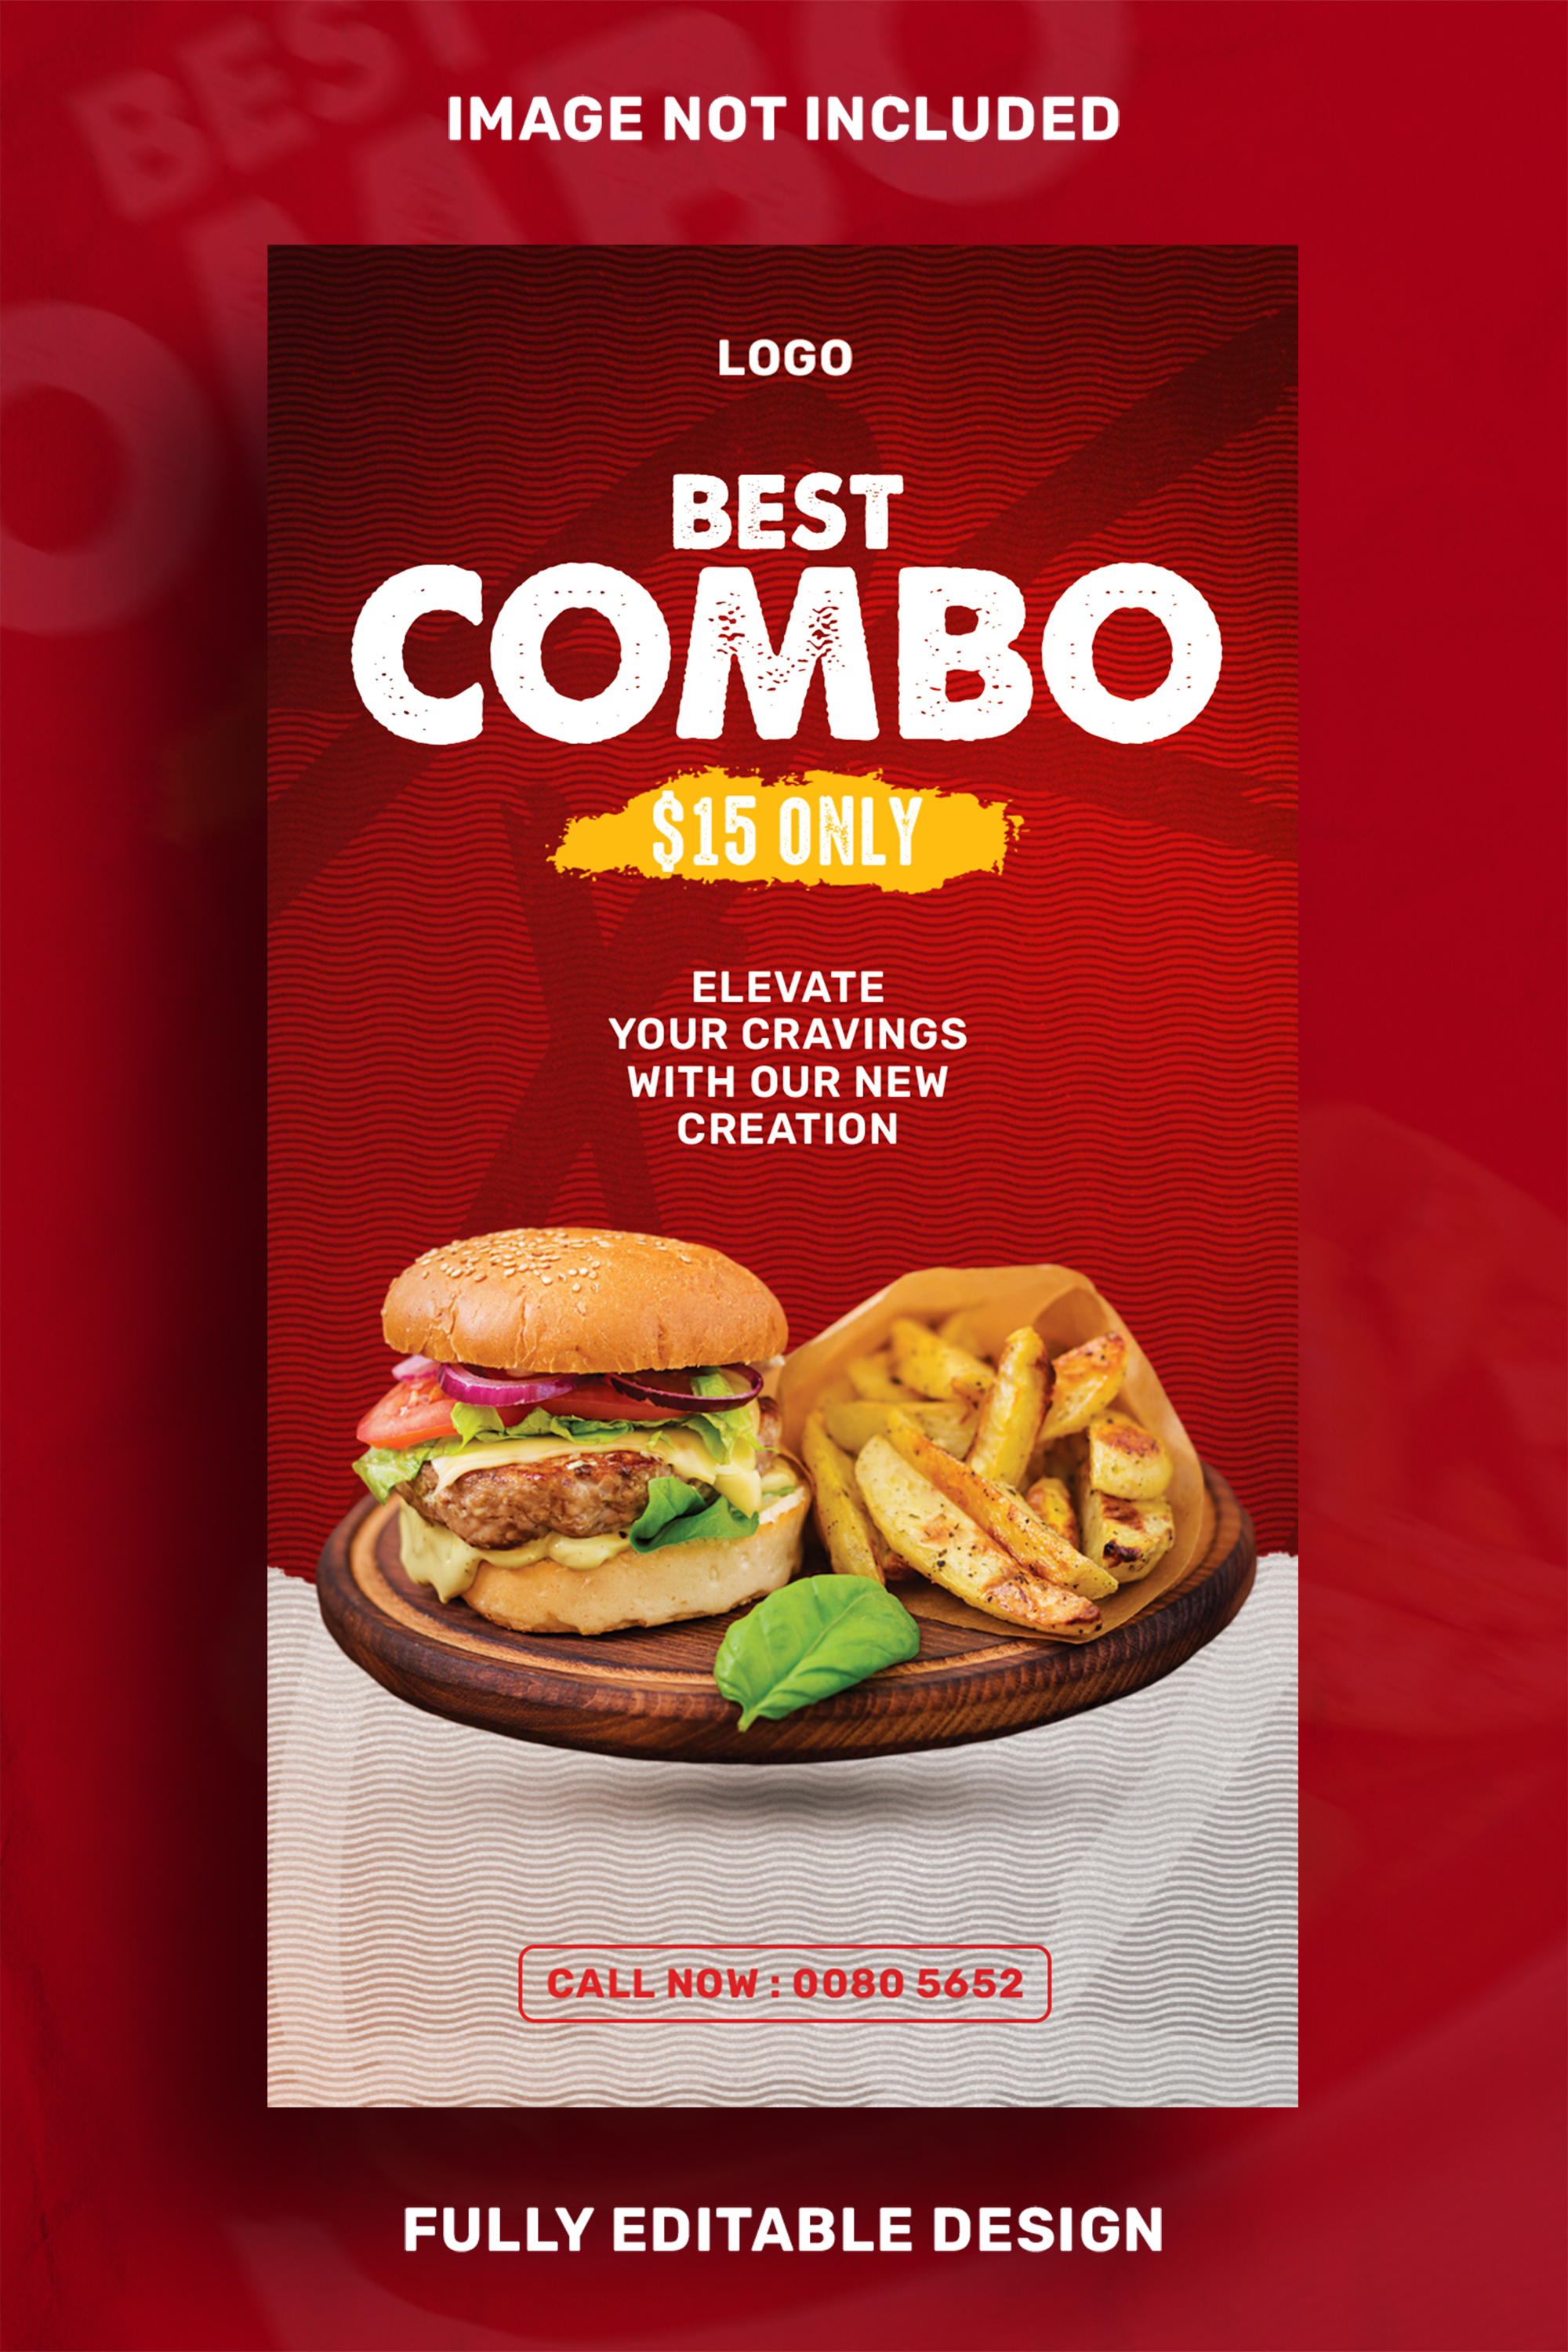 IMAGE NOT INCLUDED
LOGO
BEST
COMBO
$15 ONLY
ELEVATE
YOUR CRAVINGS
WITH OUR NEW
CREATION
CALL NOW : 0080 5652
FULLY EDITABLE DESIGN